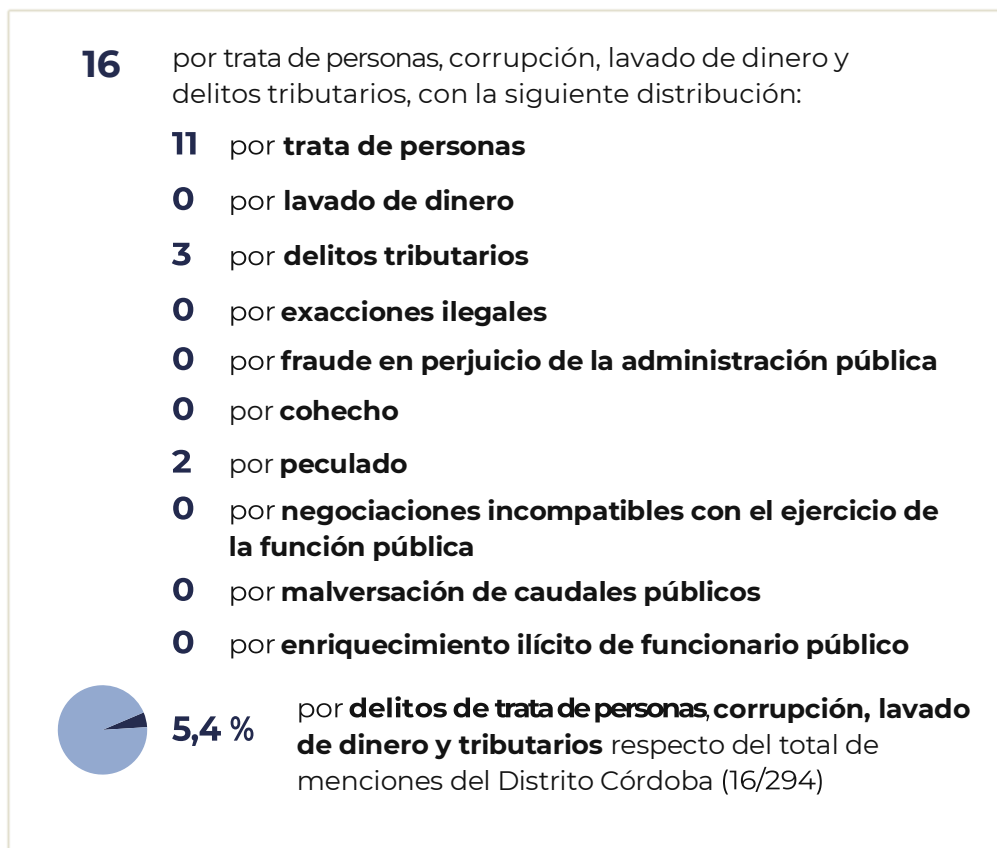 16 por trata de personas, corrupción, lavado de dinero y
delitos tributarios, con la siguiente distribución:
11 por trata de personas
0 por lavado de dinero
3 por delitos tributarios
0 por exacciones ilegales
0 por fraude en perjuicio de la administración pública
0 por cohecho
2 por peculado
0 por negociaciones incompatibles con el ejercicio de
la función pública
0 por malversación de caudales públicos
0 por enriquecimiento ilícito de funcionario público
5,4 % por delitos de trata de personas, corrupción, lavado
de dinero y tributarios respecto del total de
menciones del Distrito Córdoba (16/294)